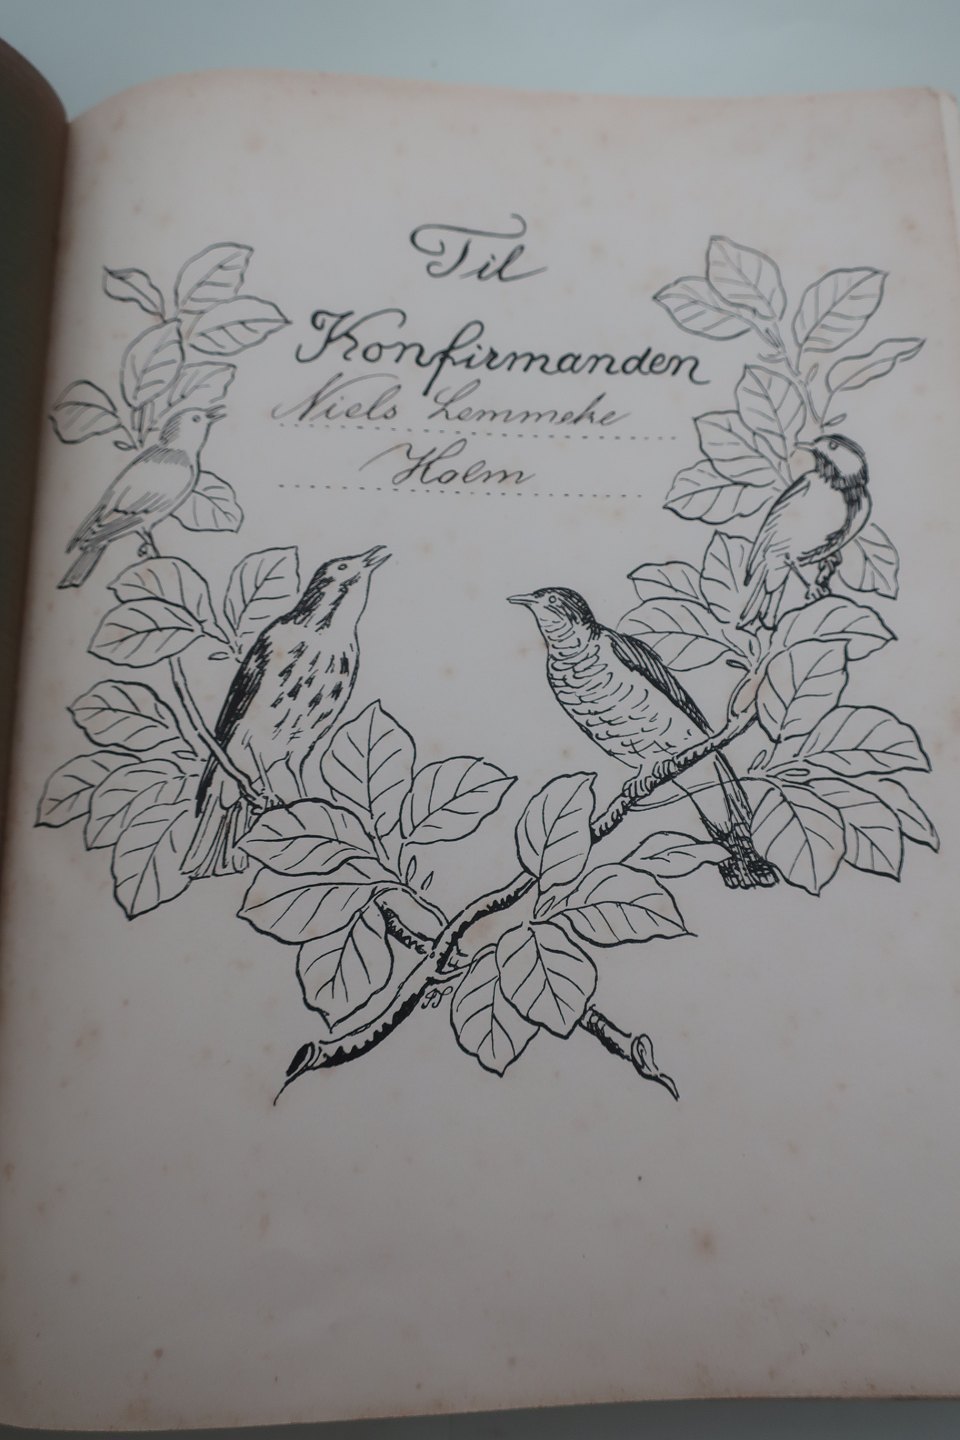 Til
Konfirmanden
Niels Lemmeke
Holm